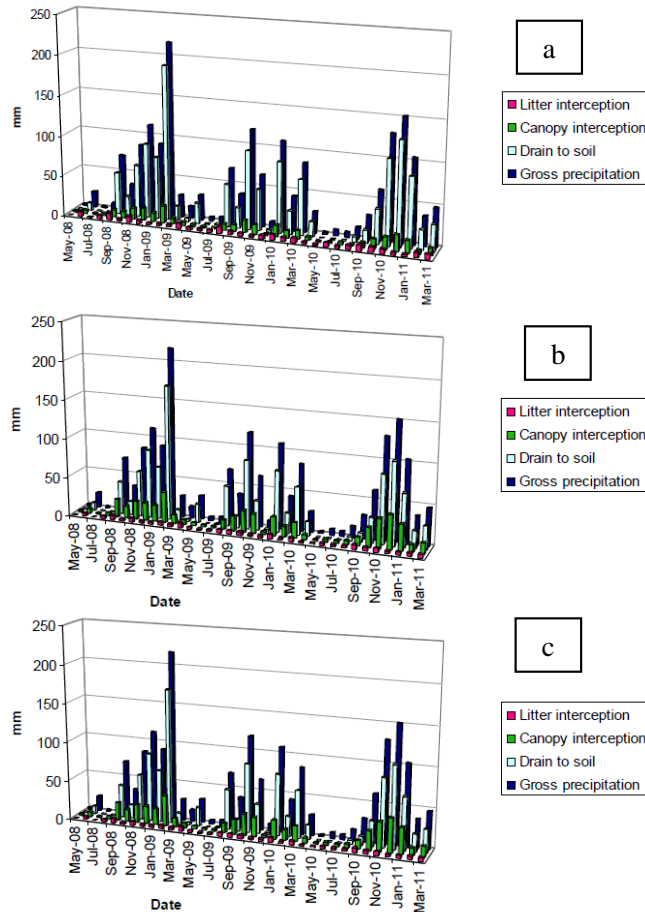 250
200
150
100
50
0
mm
May-08 Jul-08 Sep-08 Nov-08 Jan-09 Mar-09 May-09 Jul-09 Sep-09 Nov-09 Jan-10 Mar-10 May-10 Jul-10 Sep-10 Nov-10 Jan-11 Mar-11
Date
a
Litter interception
Canopy interception
Drain to soil
Gross precipitation
250
200
150
100
50
0
mm
May-08 Jul-08 Sep-08 Nov-08 Jan-09 Mar-09 May-09 Jul-09 Sep-09 Nov-09 Jan-10 Mar-10 May-10 Jul-10 Sep-10 Nov-10 Jan-11 Mar-11
Date
b
Litter interception
Canopy interception
Drain to soil
Gross precipitation
250
200
150
100
50
0
mm
May-08 Jul-08 Sep-08 Nov-08 Jan-09 Mar-09 May-09 Jul-09 Sep-09 Nov-09 Jan-10 Mar-10 May-10 Jul-10 Sep-10 Nov-10 Jan-11 Mar-11
Date
c
Litter interception
Canopy interception
Drain to soil
Gross precipitation